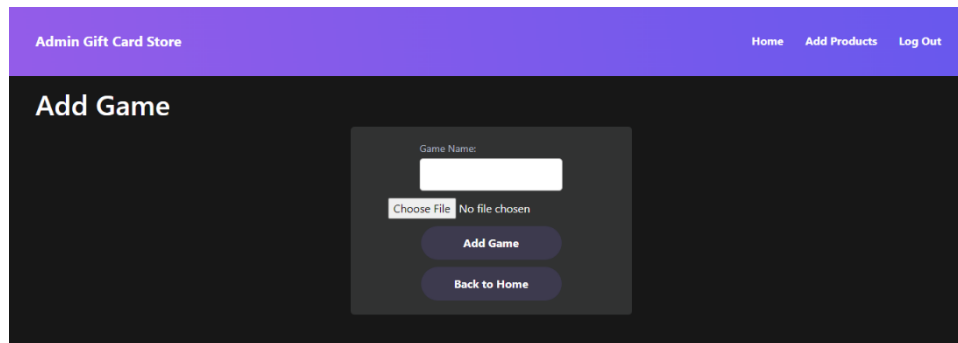 Admin Gift Card Store
Home Add Products Log Out
Add Game
Game Name:
Choose File No file chosen
Add Game
Back to Home